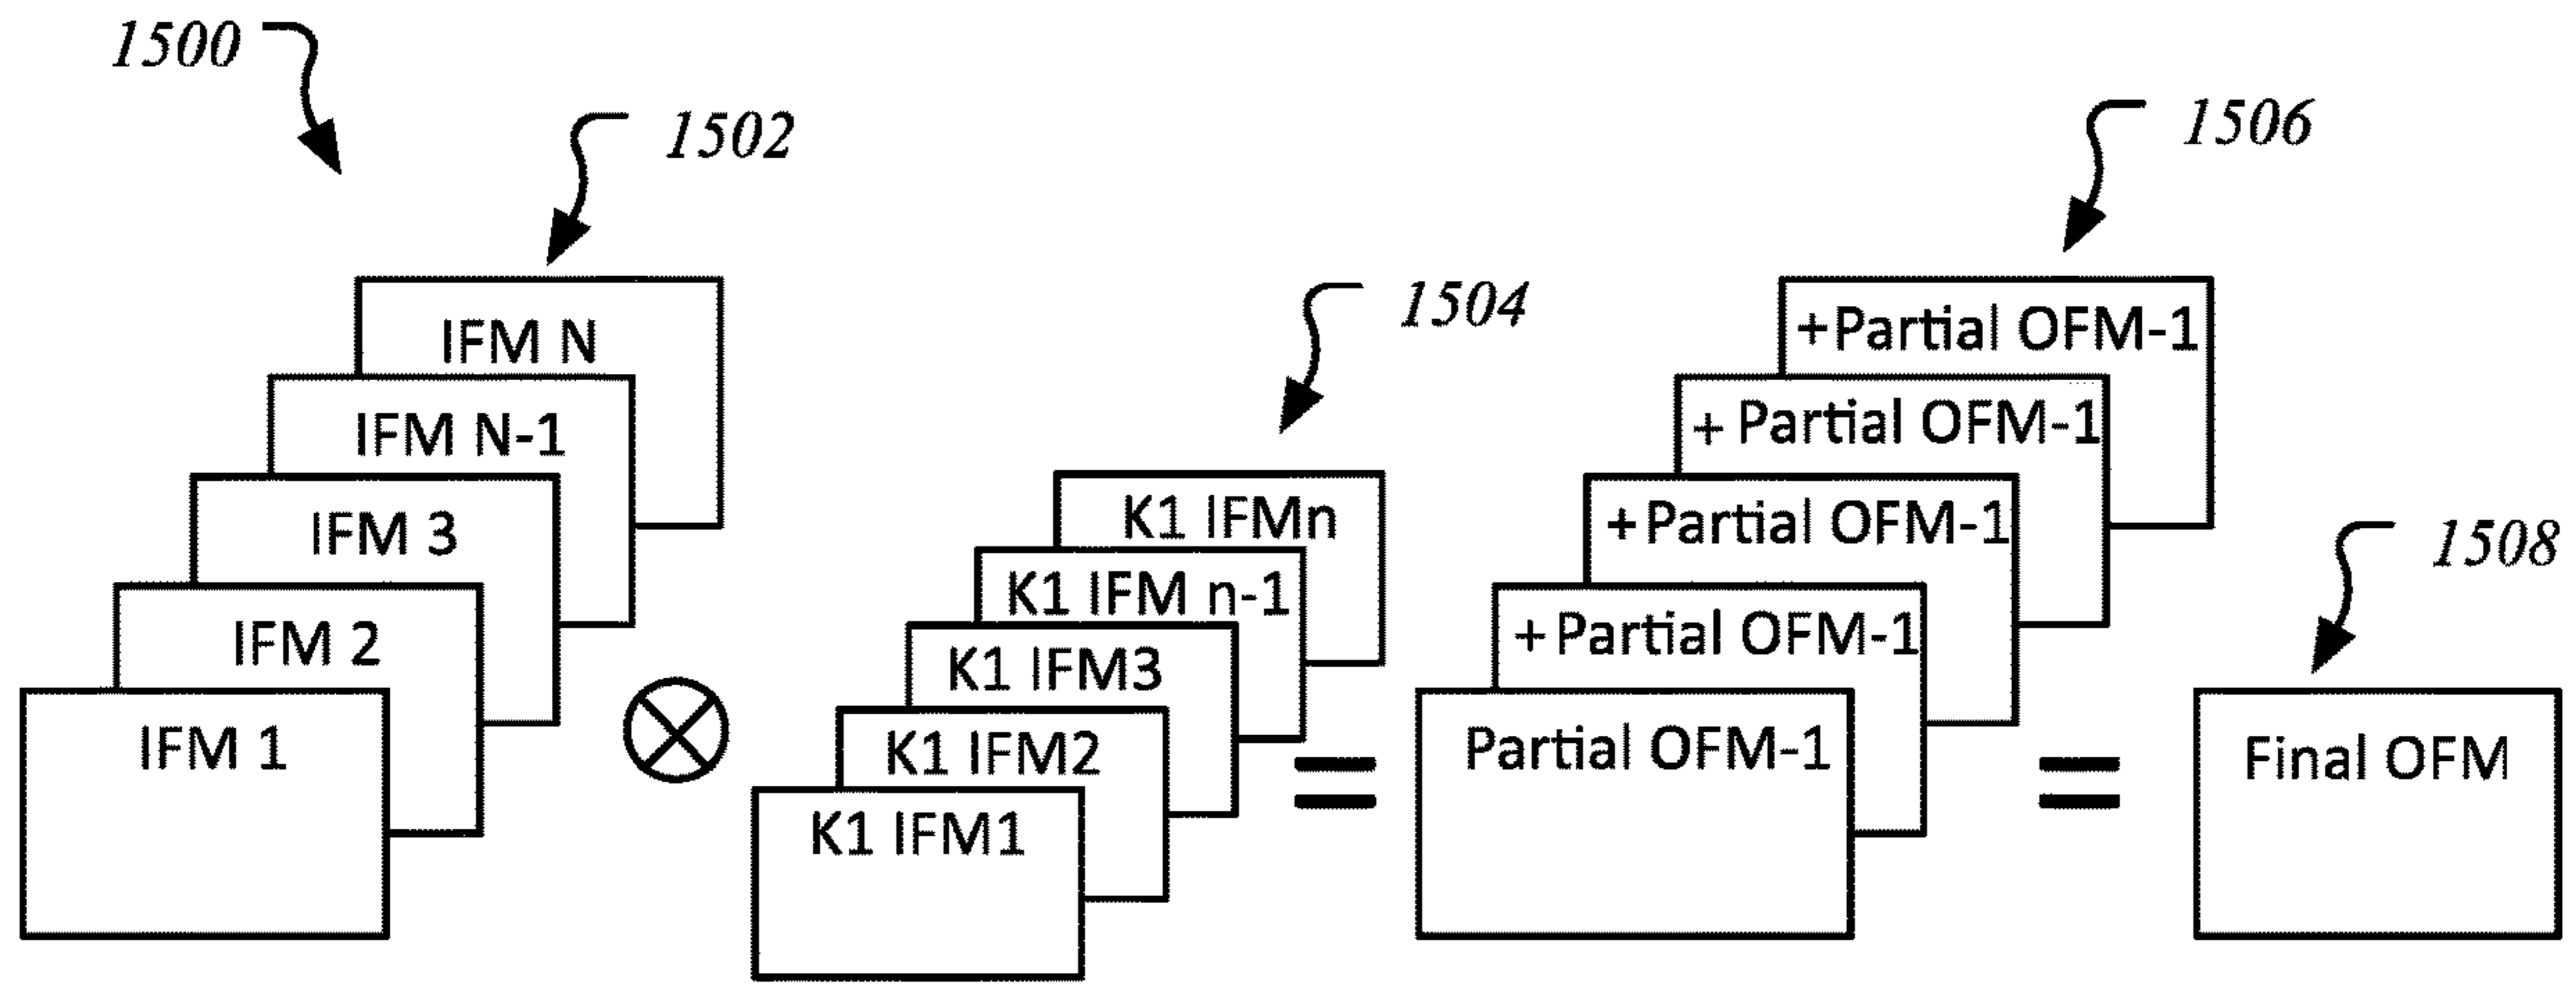 1500
1502
1506
1504
1508
IFM N
IFM N-1
IFM 3
IFM 2
IFM 1
K1 IFMn
K1 IFM n-1
K1 IFM3
K1 IFM2
K1 IFM1
=
+Partial OFM-1
+ Partial OFM-1
+Partial OFM-1
+Partial OFM-1
Partial OFM-1
=
Final OFM